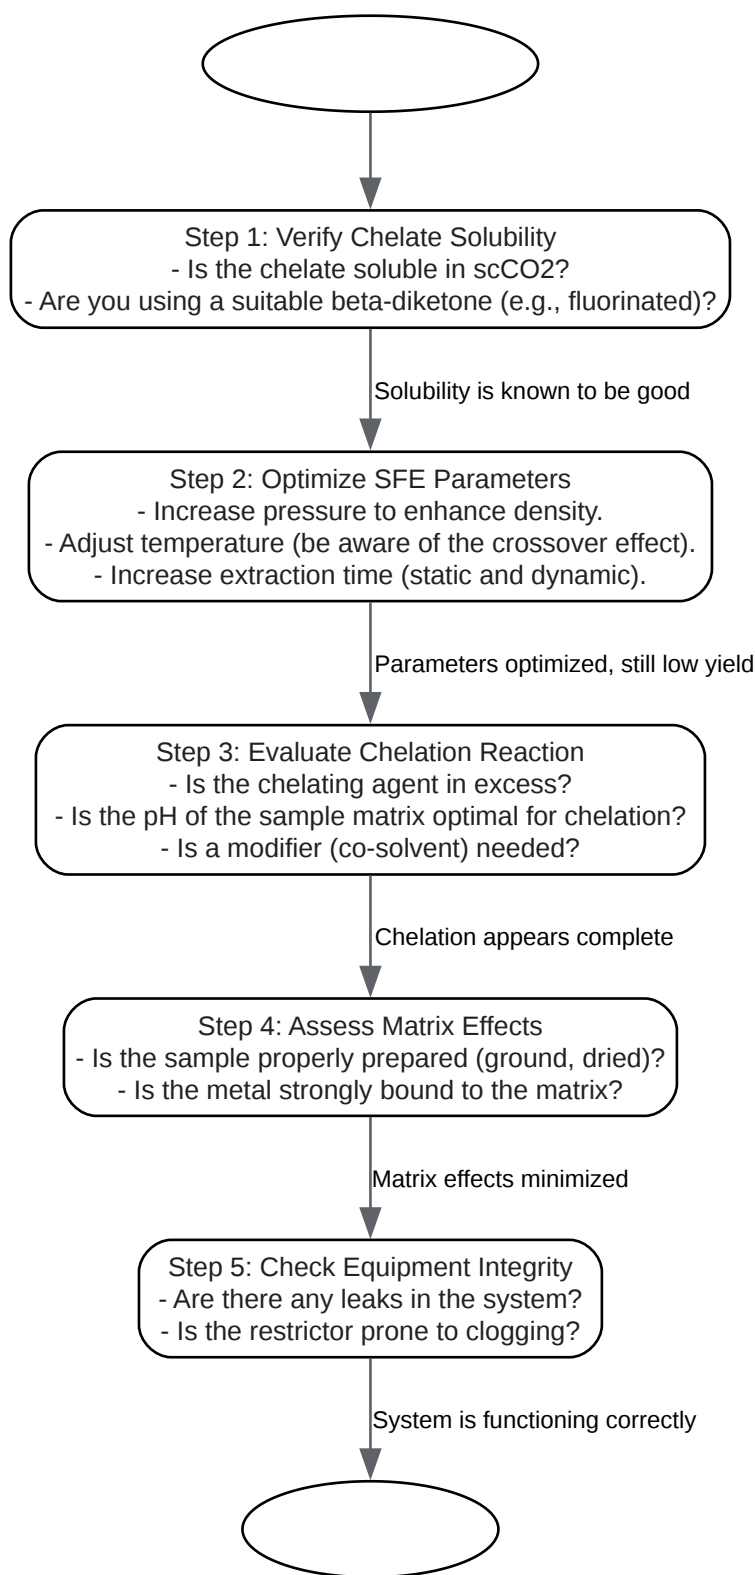 Step 1: Verify Chelate Solubility
- Is the chelate soluble in scCO2?
- Are you using a suitable beta-diketone (e.g., fluorinated)?
Solubility is known to be good
Step 2: Optimize SFE Parameters
- Increase pressure to enhance density.
- Adjust temperature (be aware of the crossover effect).
- Increase extraction time (static and dynamic).
Parameters optimized, still low yield
Step 3: Evaluate Chelation Reaction
- Is the chelating agent in excess?
- Is the pH of the sample matrix optimal for chelation?
- Is a modifier (co-solvent) needed?
Chelation appears complete
Step 4: Assess Matrix Effects
- Is the sample properly prepared (ground, dried)?
- Is the metal strongly bound to the matrix?
Matrix effects minimized
Step 5: Check Equipment Integrity
- Are there any leaks in the system?
- Is the restrictor prone to clogging?
System is functioning correctly